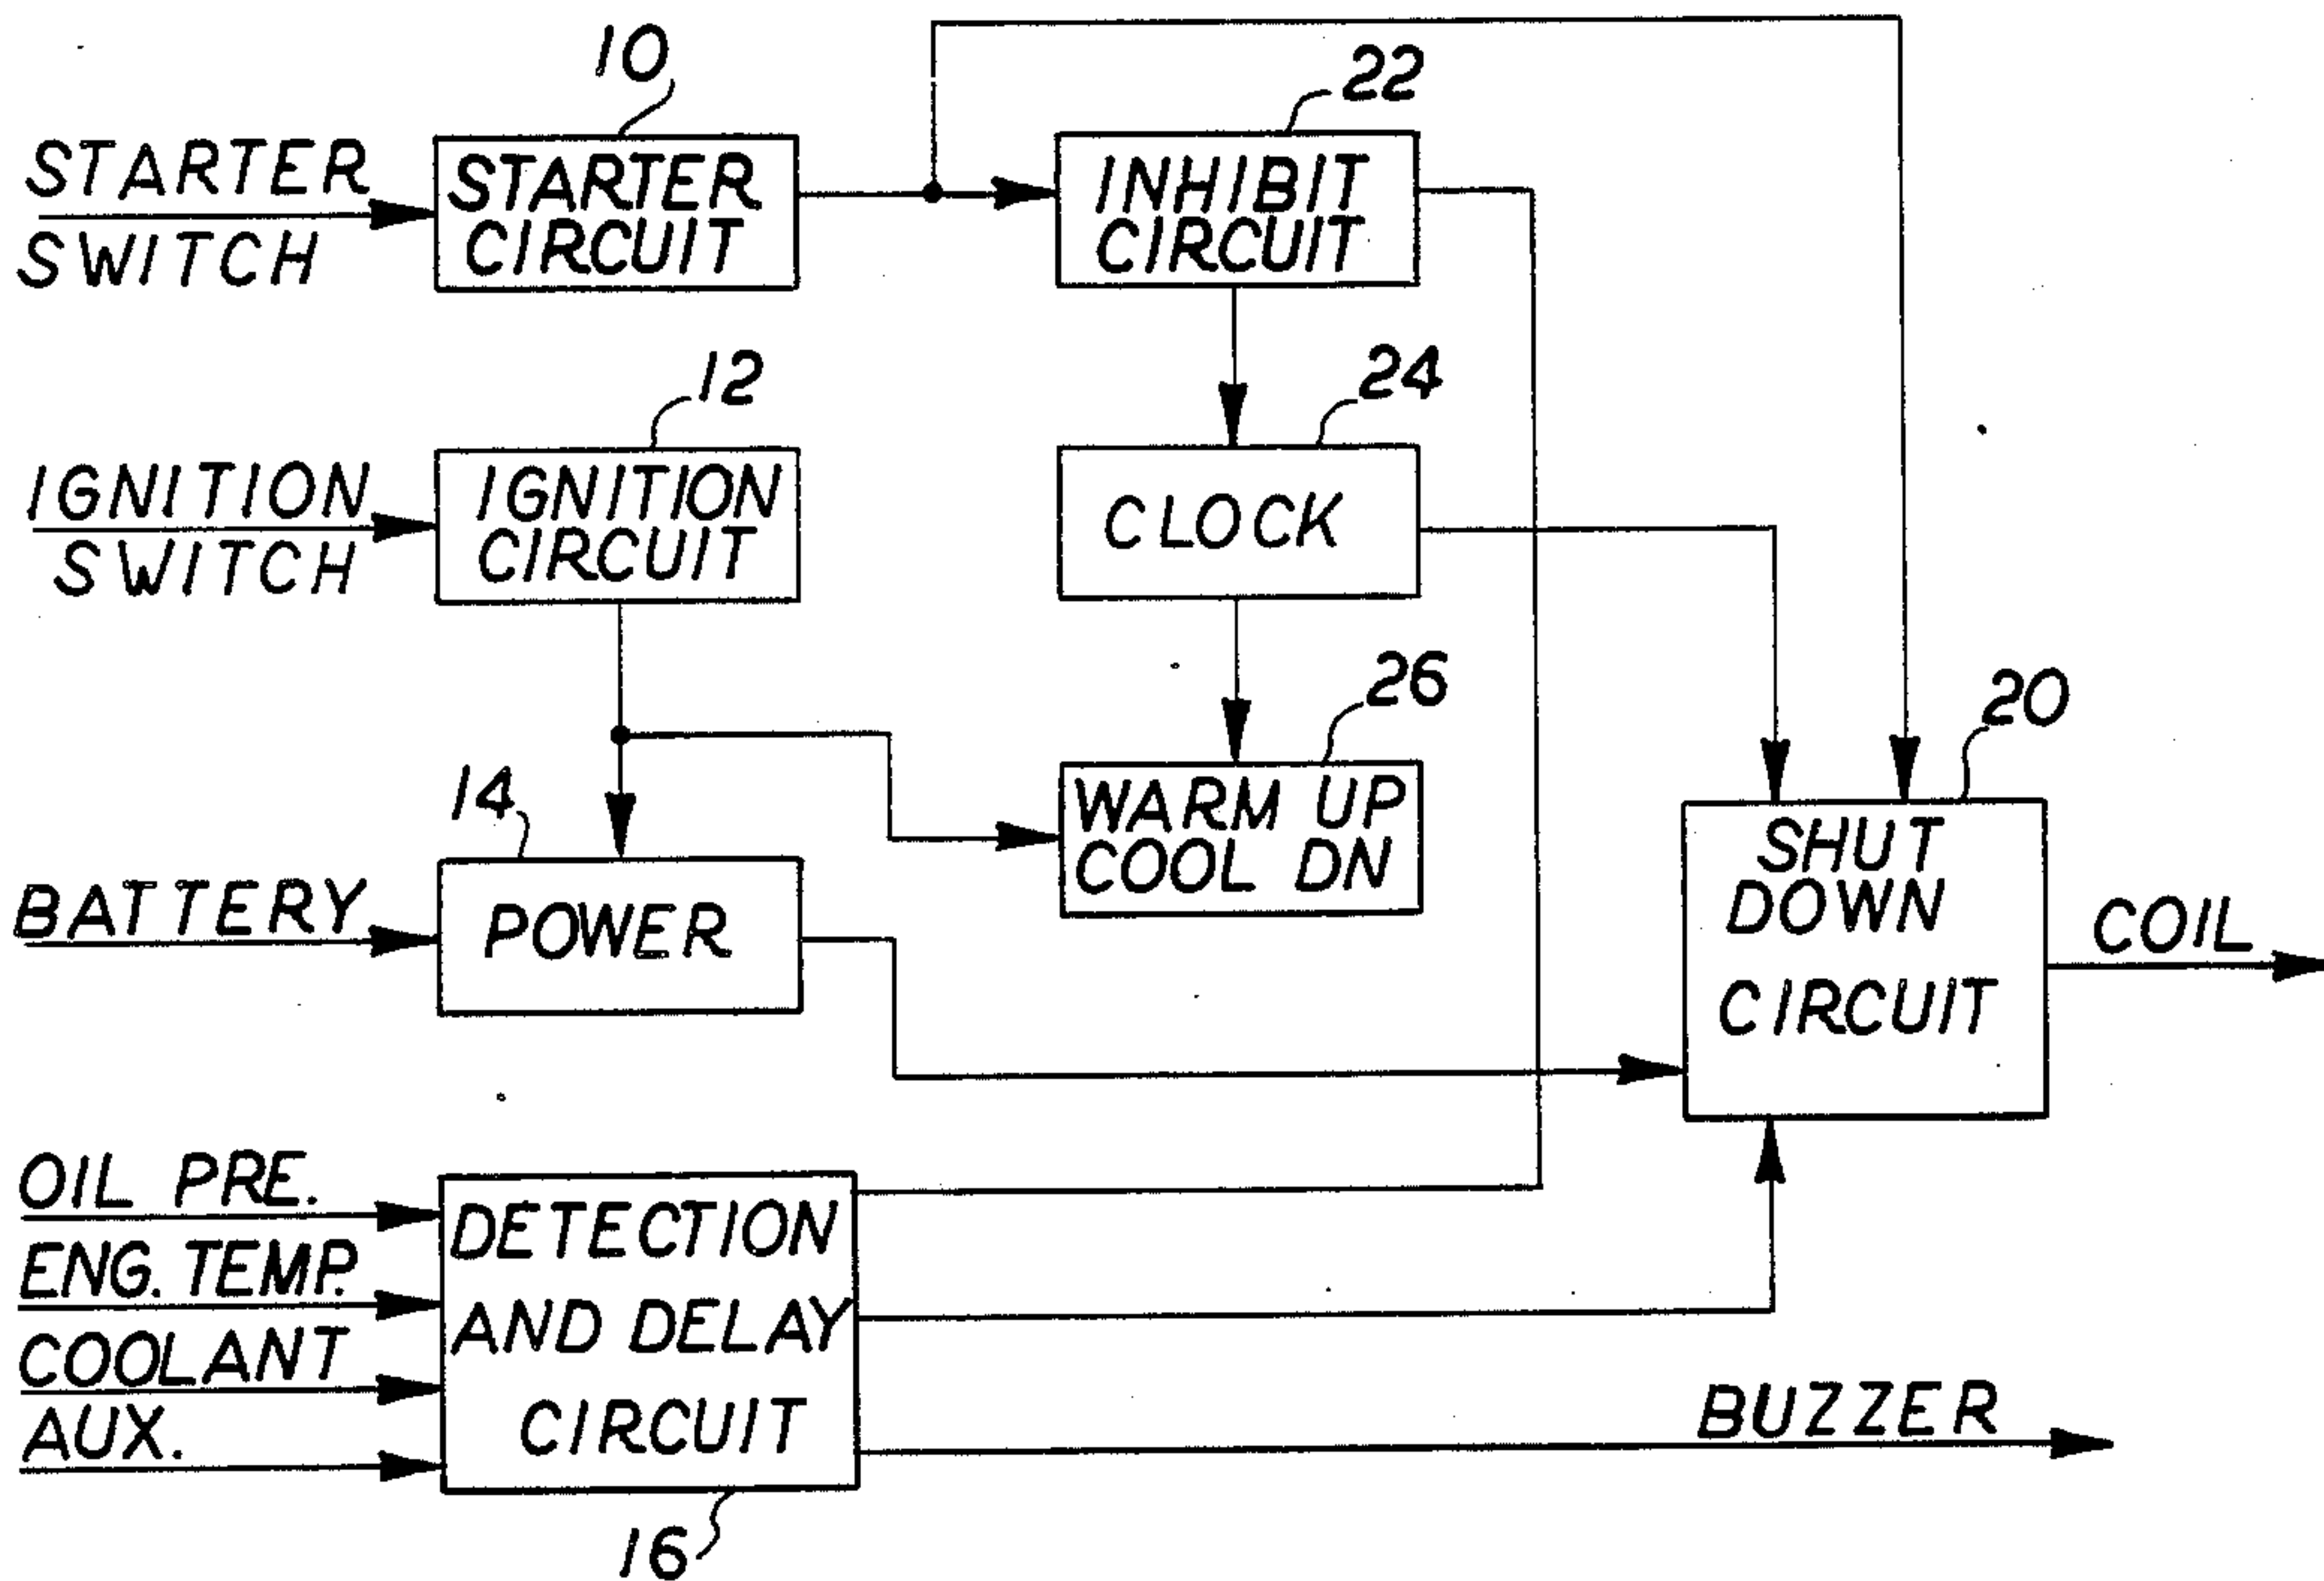 10
22
STARTER
SWITCH
STARTER
CIRCUIT
INHIBIT
CIRCUIT
12
24
IGNITION
SWITCH
IGNITION
CIRCUIT
CLOCK
26
20
14
WARM UP
COOL DN
BATTERY
POWER
SHUT
DOWN
CIRCUIT
COIL
OIL PRE.
ENG. TEMP.
COOLANT
AUX.
DETECTION
AND DELAY
CIRCUIT
BUZZER
16